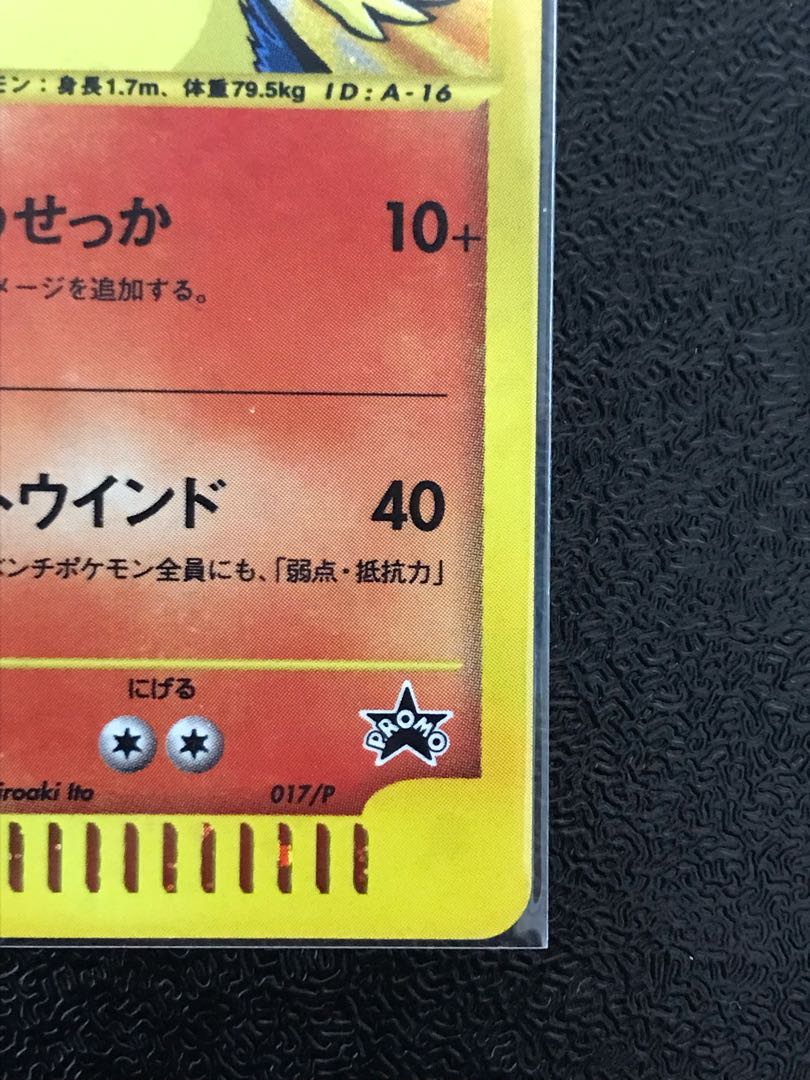 モン：身長1.7m、体重79.5kg ID:A-16
せっか 10+
メージを追加する。
トウインド 40
ベンチポケモン全員にも、「弱点・抵抗力」
にげる
PROMO
iroaki Ito 017/P